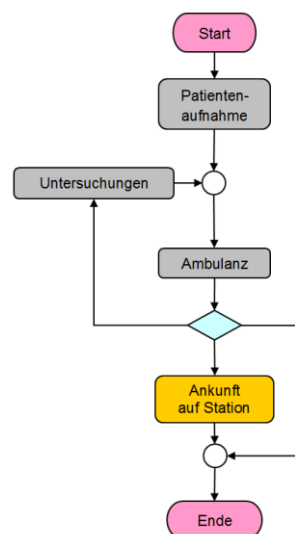 Start
Patienten-
aufnahme
Untersuchungen
Ambulanz
Ankunft
auf Station
Ende